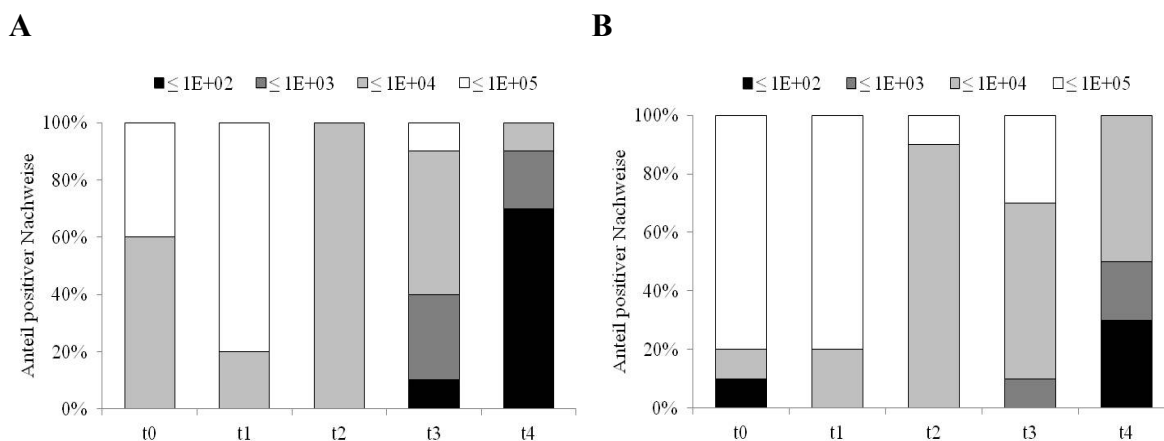 A
≤ 1E+02 ≤ 1E+03 ≤ 1E+04 ≤ 1E+05
Anteil positiver Nachweise
100%
80%
60%
40%
20%
0%
t0 t1 t2 t3 t4
B
≤ 1E+02 ≤ 1E+03 ≤ 1E+04 ≤ 1E+05
Anteil positiver Nachweise
100%
80%
60%
40%
20%
0%
t0 t1 t2 t3 t4